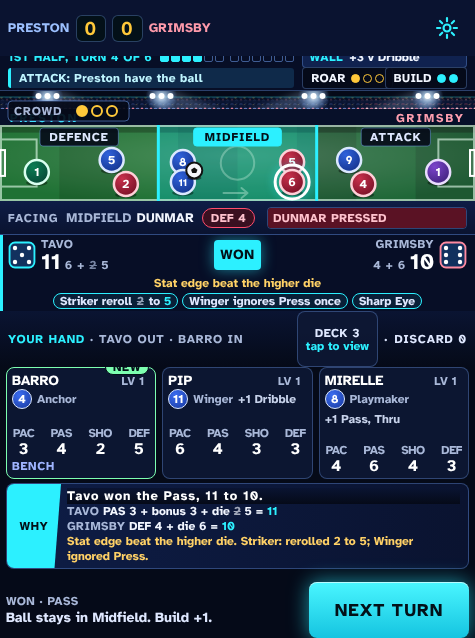 PRESTON 0 0 GRIMSBY
1ST HALF, TURN 4 OF 6
WALL +3 v Dribble
ATTACK: Preston have the ball
ROAR BUILD
CROWD
GRIMSBY
DEFENCE MIDFIELD ATTACK
1 5 2 8 11 5 6 9 4 1
FACING MIDFIELD DUNMAR DEF 4 DUNMAR PRESSED
TAVO WON GRIMSBY
11 6 + 2 5 4 + 6 10
Stat edge beat the higher die
Striker reroll 2 to 5 Winger ignores Press once Sharp Eye
YOUR HAND · TAVO OUT · BARRO IN DECK 3 tap to view · DISCARD 0
NEW
BARRO LV 1
4 Anchor
PAC PAS SHO DEF
3 4 2 5
BENCH
PIP LV 1
11 Winger +1 Dribble
PAC PAS SHO DEF
6 4 3 3
MIRELLE LV 1
8 Playmaker
+1 Pass, Thru
PAC PAS SHO DEF
4 6 4 3
WHY
Tavo won the Pass, 11 to 10.
TAVO PAS 3 + bonus 3 + die 2 5 = 11
GRIMSBY DEF 4 + die 6 = 10
Stat edge beat the higher die. Striker: rerolled 2 to 5; Winger
ignored Press.
WON · PASS
Ball stays in Midfield. Build +1.
NEXT TURN